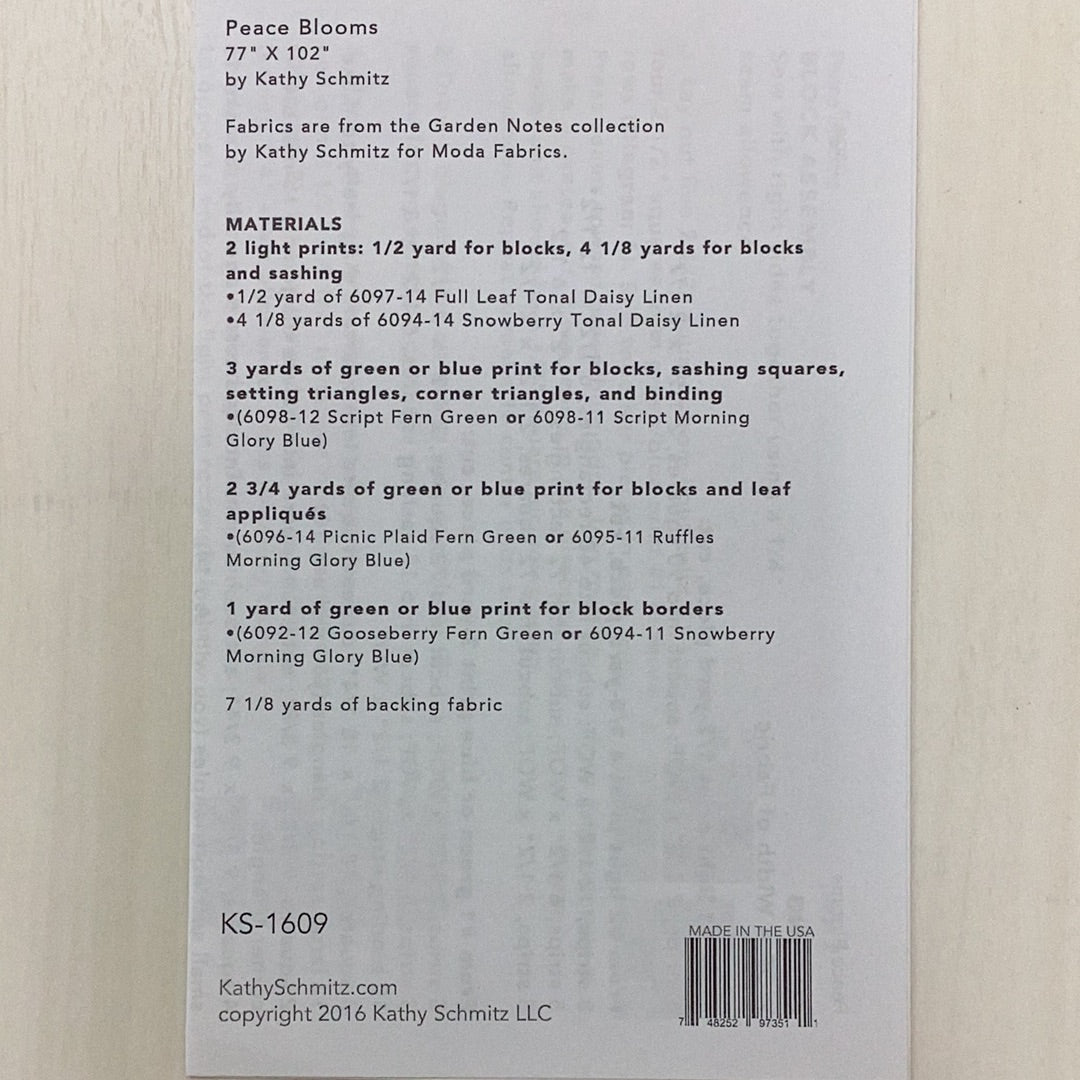 Peace Blooms
77" X 102"
by Kathy Schmitz
Fabrics are from the Garden Notes collection
by Kathy Schmitz for Moda Fabrics.
MATERIALS
2 light prints: 1/2 yard for blocks, 4 1/8 yards for blocks
and sashing
•1/2 yard of 6097-14 Full Leaf Tonal Daisy Linen
•4 1/8 yards of 6094-14 Snowberry Tonal Daisy Linen
3 yards of green or blue print for blocks, sashing squares,
setting triangles, corner triangles, and binding
•(6098-12 Script Fern Green or 6098-11 Script Morning
Glory Blue)
2 3/4 yards of green or blue print for blocks and leaf
appliqués
•(6096-14 Picnic Plaid Fern Green or 6095-11 Ruffles
Morning Glory Blue)
1 yard of green or blue print for block borders
•(6092-12 Gooseberry Fern Green or 6094-11 Snowberry
Morning Glory Blue)
7 1/8 yards of backing fabric
KS-1609
MADE IN THE USA
7 48252 97351 1
KathySchmitz.com
copyright 2016 Kathy Schmitz LLC